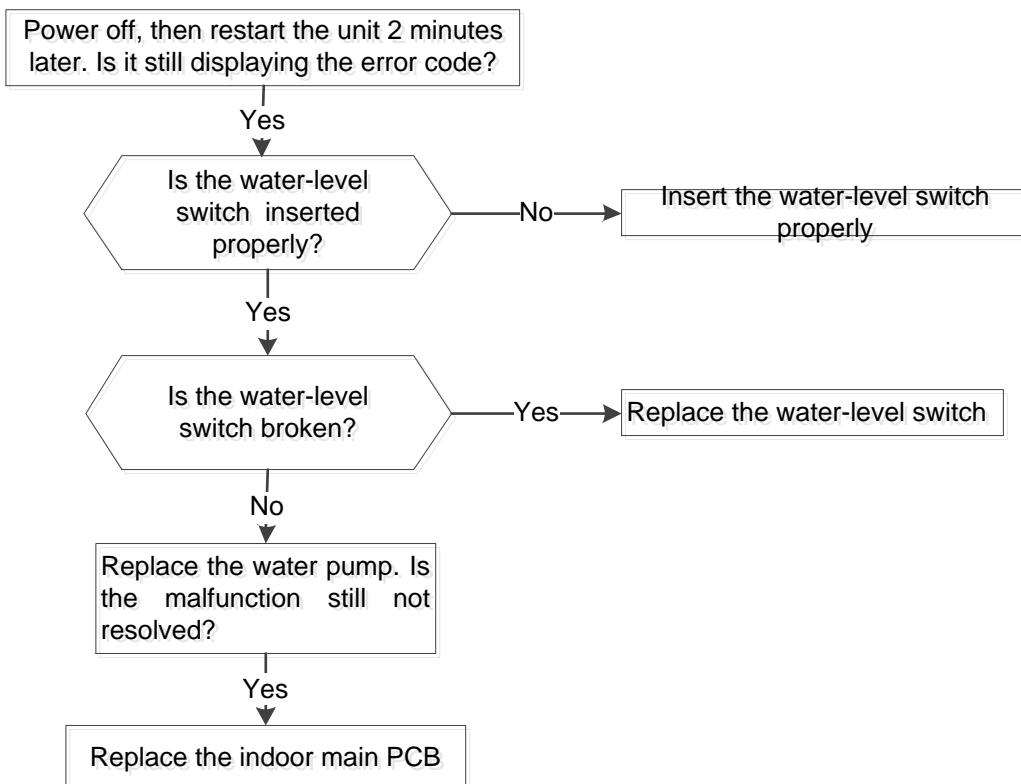 Power off, then restart the unit 2 minutes
later. Is it still displaying the error code?
Yes
Is the water-level
switch inserted
properly?
No
Insert the water-level switch
properly
Yes
Is the water-level
switch broken?
Yes
Replace the water-level switch
No
Replace the water pump. Is
the malfunction still not
resolved?
Yes
Replace the indoor main PCB